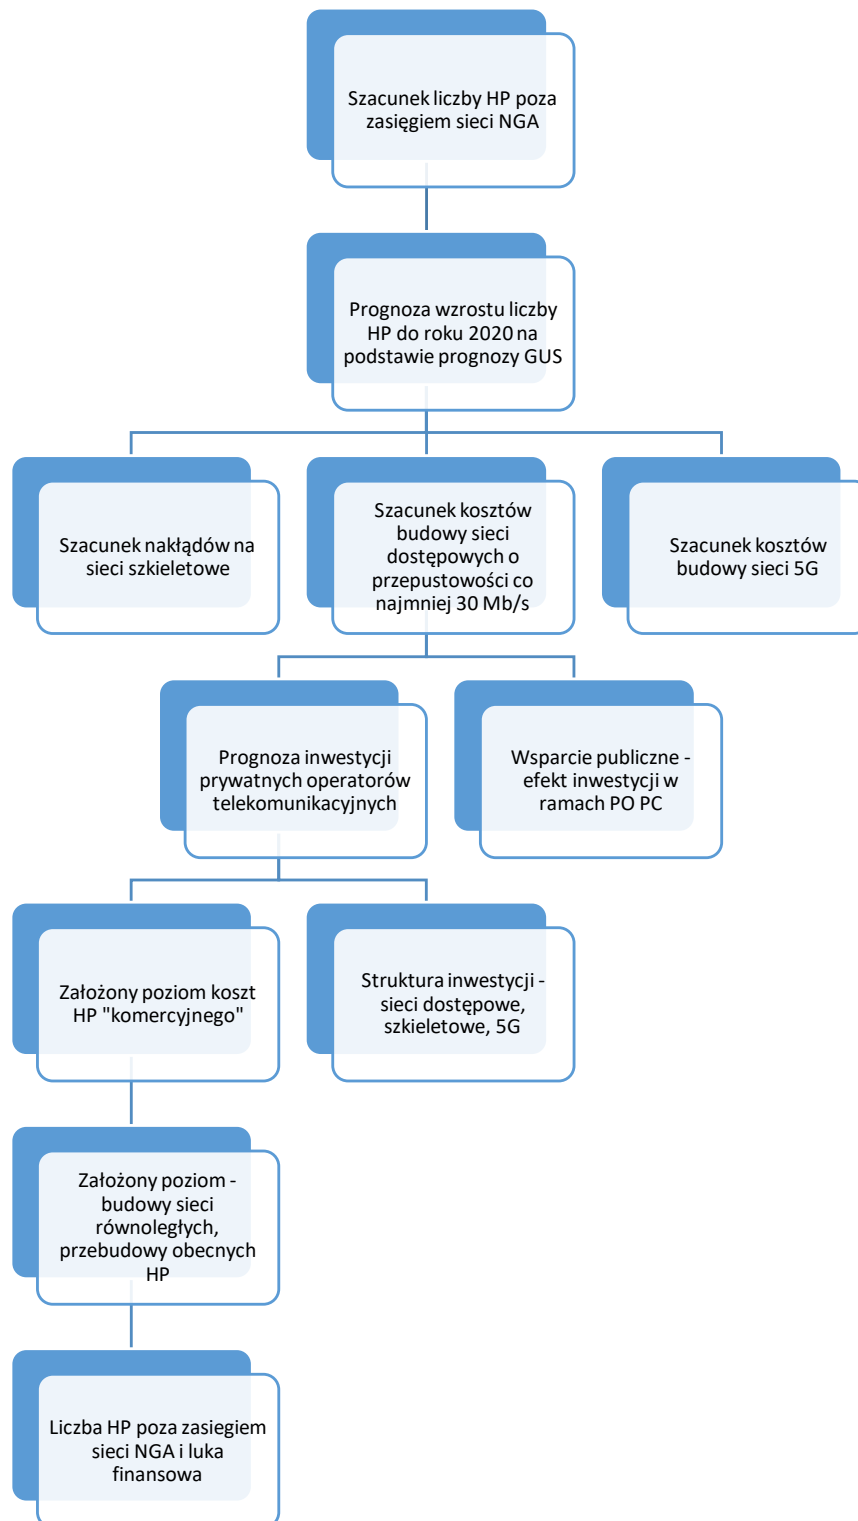 Szacunek liczby HP poza
zasięgiem sieci NGA
Prognoza wzrostu liczby
HP do roku 2020 na
podstawie prognozy GUS
Szacunek nakłądów na
sieci szkieletowe
Szacunek kosztów
budowy sieci
dostępowych o
przepustowości co
najmniej 30 Mb/s
Szacunek kosztów
budowy sieci 5G
Prognoza inwestycji
prywatnych operatorów
telekomunikacyjnych
Wsparcie publiczne -
efekt inwestycji w
ramach PO PC
Założony poziom koszt
HP "komercyjnego"
Struktura inwestycji -
sieci dostępowe,
szkieletowe, 5G
Założony poziom -
budowy sieci
równoległych,
przebudowy obecnych
HP
Liczba HP poza zasiegiem
sieci NGA i luka
finansowa